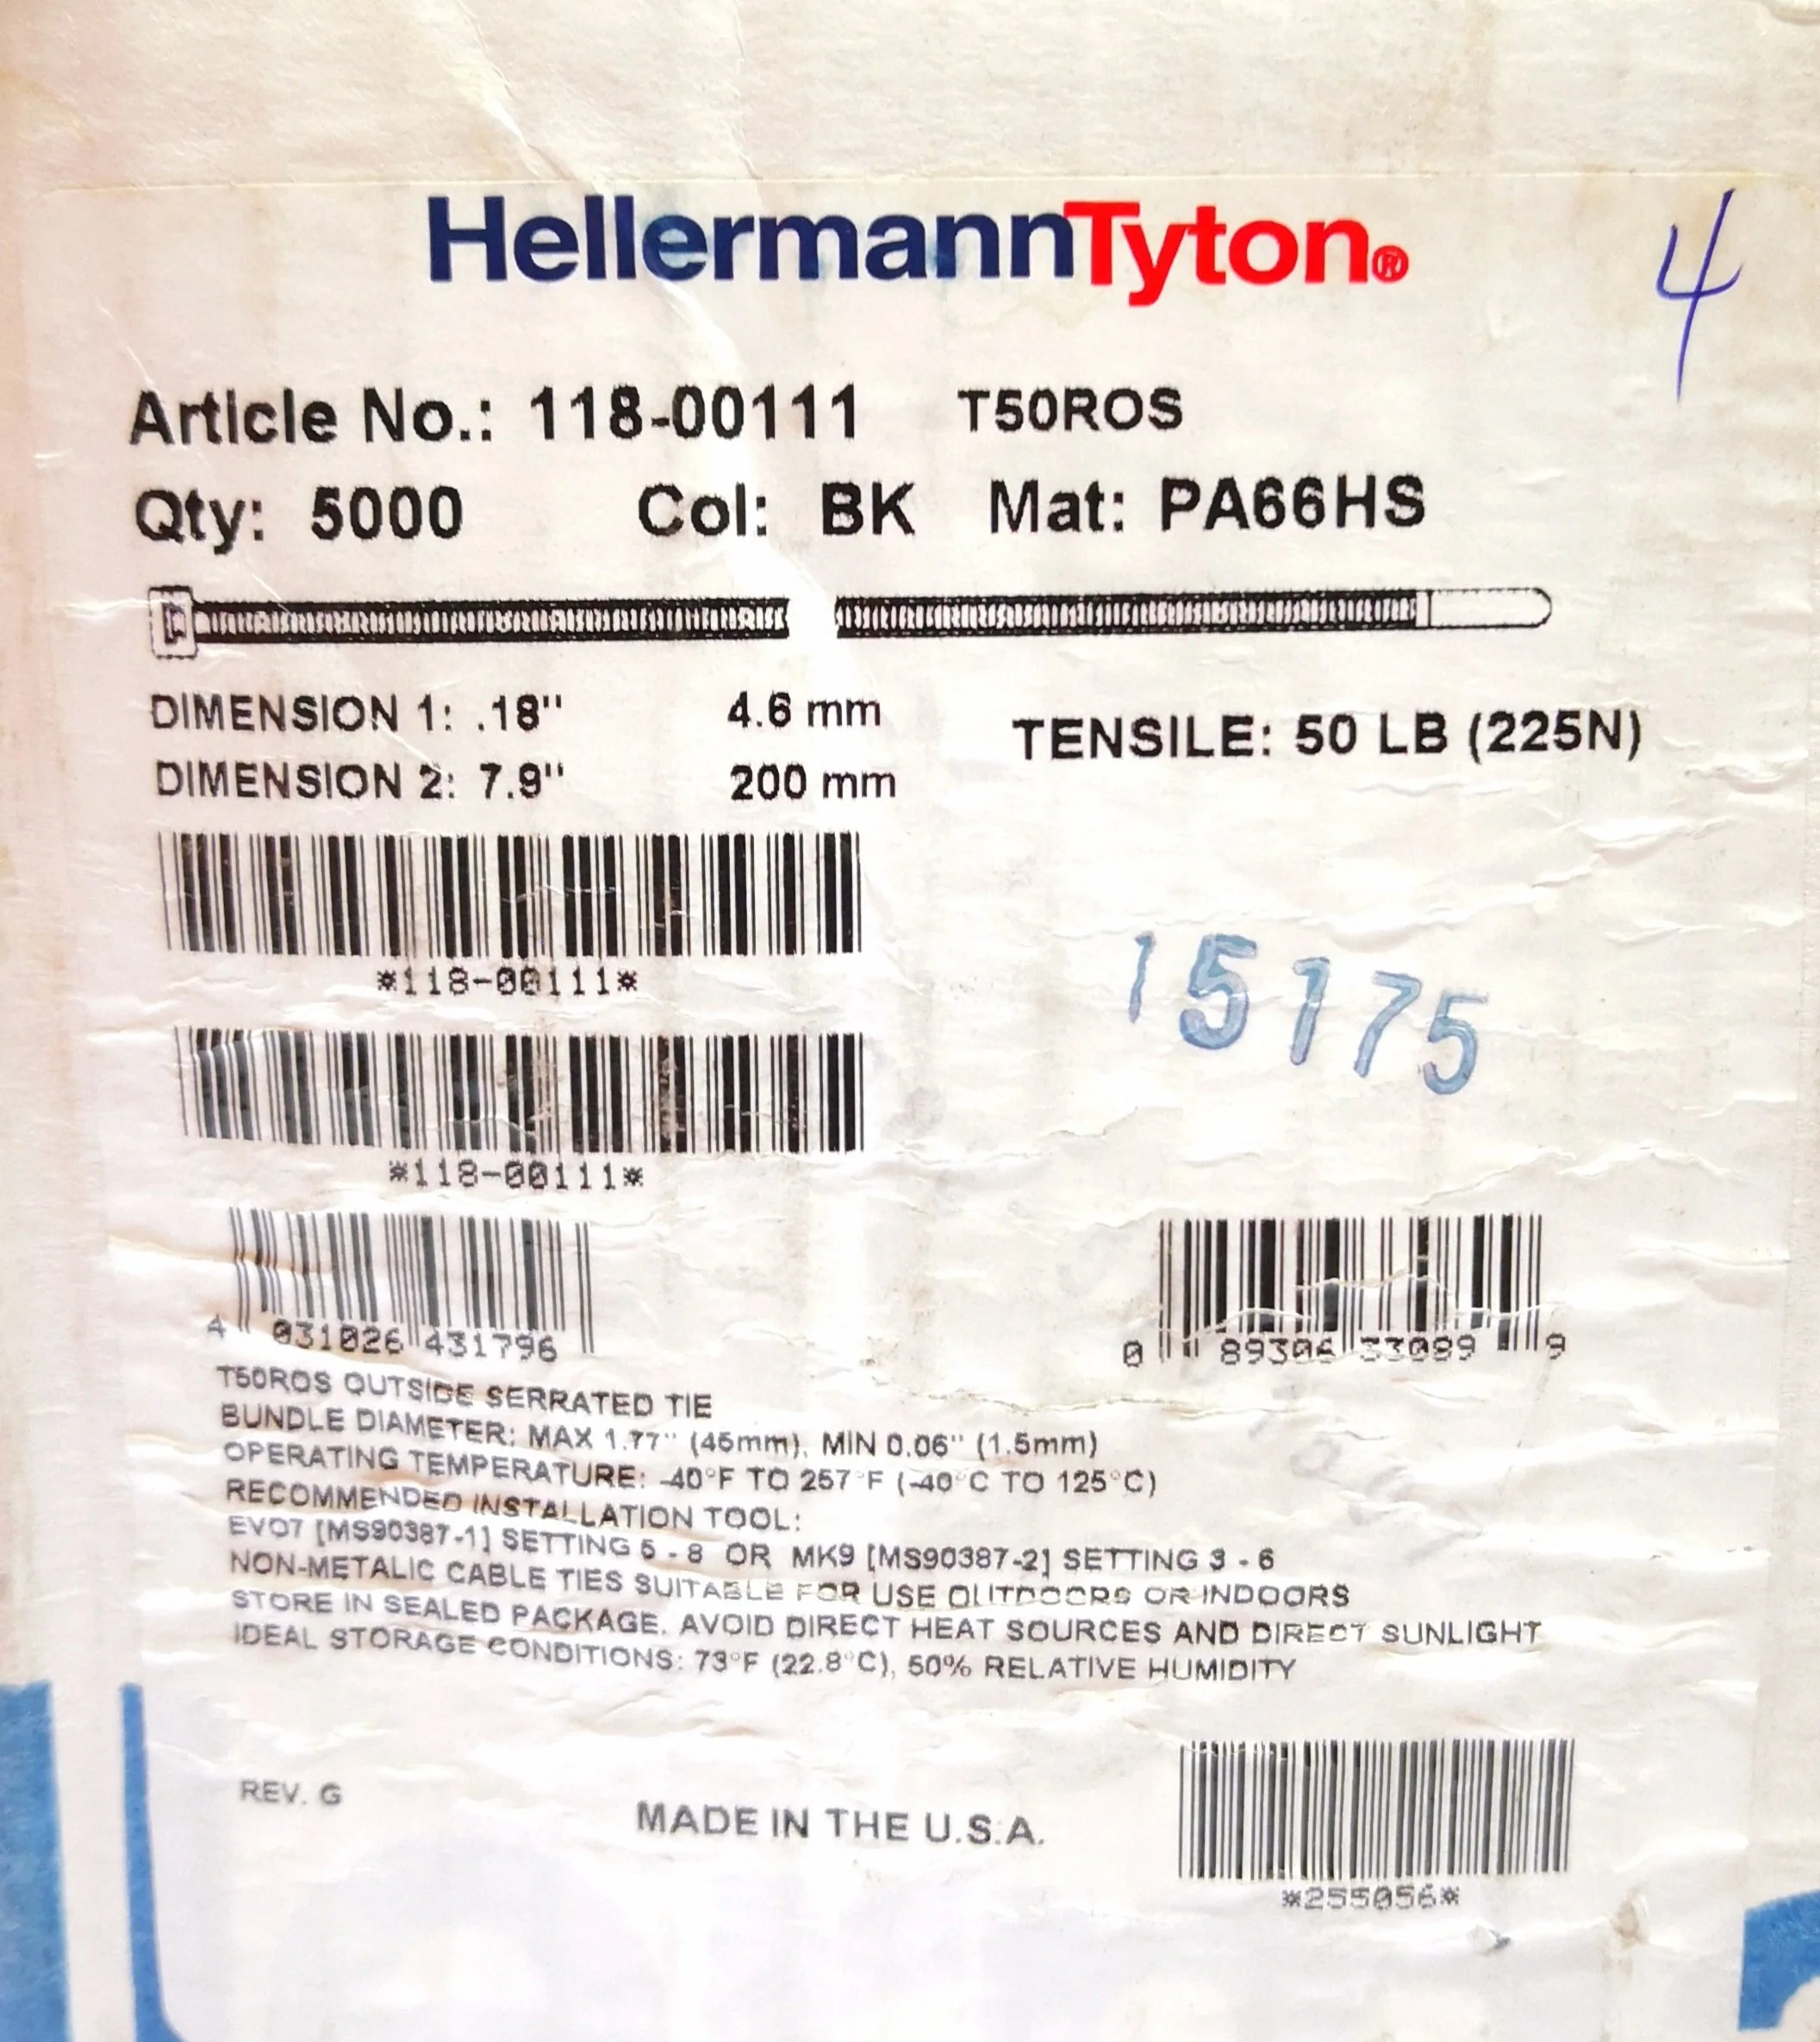 HellermannTyton®
4
Article No.: 118-00111 T50ROS
Qty: 5000 Col: BK Mat: PA66HS
DIMENSION 1: .18" 4.6 mm
DIMENSION 2: 7.9" 200 mm
TENSILE: 50 LB (225N)
*118-00111*
15175
*118-00111*
4 031026 431796
0 89306 33099 9
T50ROS OUTSIDE SERRATED TIE
BUNDLE DIAMETER: MAX 1.77" (45mm), MIN 0.06" (1.5mm)
OPERATING TEMPERATURE: -40°F TO 257°F (-40°C TO 125°C)
RECOMMENDED INSTALLATION TOOL:
EVO7 [MS90387-1] SETTING 5 - 8 OR MK9 [MS90387-2] SETTING 3 - 6
NON-METALIC CABLE TIES SUITABLE FOR USE OUTDOORS OR INDOORS
STORE IN SEALED PACKAGE. AVOID DIRECT HEAT SOURCES AND DIRECT SUNLIGHT
IDEAL STORAGE CONDITIONS: 73°F (22.8°C), 50% RELATIVE HUMIDITY
REV. G
MADE IN THE U.S.A.
*255056*